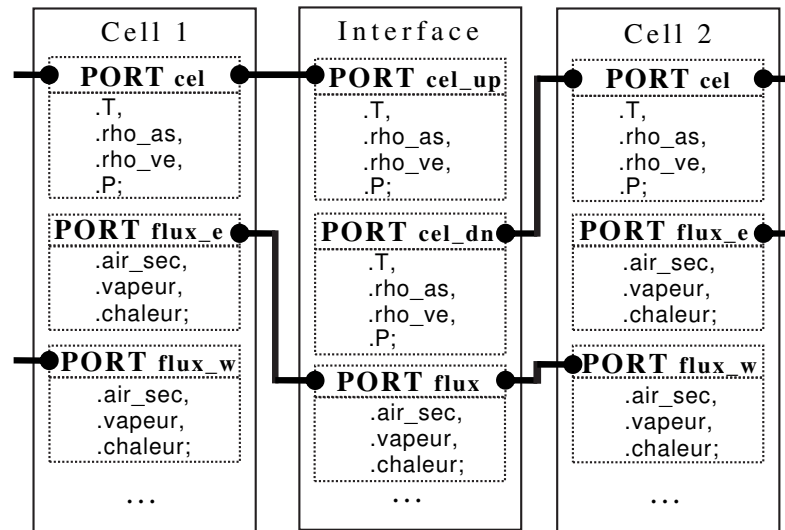 Cell 1
PORT cel
.T,
.rho_as,
.rho_ve,
.P;
PORT flux_e
.air_sec,
.vapeur,
.chaleur;
PORT flux_w
.air_sec,
.vapeur,
.chaleur;
...
Interface
PORT cel_up
.T,
.rho_as,
.rho_ve,
.P;
PORT cel_dn
.T,
.rho_as,
.rho_ve,
.P;
PORT flux
.air_sec,
.vapeur,
.chaleur;
...
Cell 2
PORT cel
.T,
.rho_as,
.rho_ve,
.P;
PORT flux_e
.air_sec,
.vapeur,
.chaleur;
PORT flux_w
.air_sec,
.vapeur,
.chaleur;
...